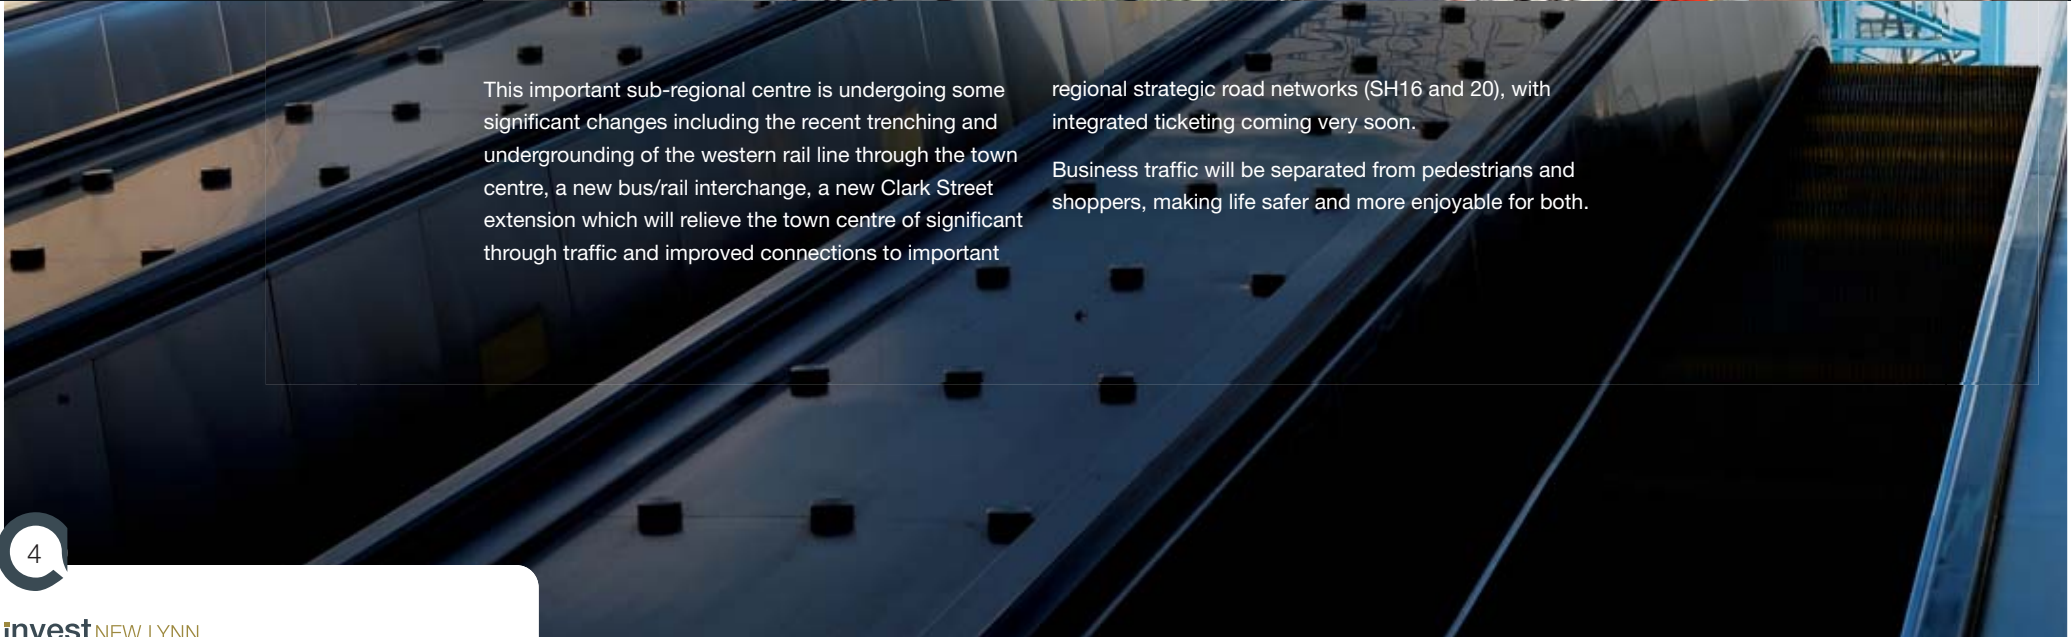 This important sub-regional centre is undergoing some
significant changes including the recent trenching and
undergrounding of the western rail line through the town
centre, a new bus/rail interchange, a new Clark Street
extension which will relieve the town centre of significant
through traffic and improved connections to important
regional strategic road networks (SH16 and 20), with
integrated ticketing coming very soon.
Business traffic will be separated from pedestrians and
shoppers, making life safer and more enjoyable for both.
4
invest NEW LYNN